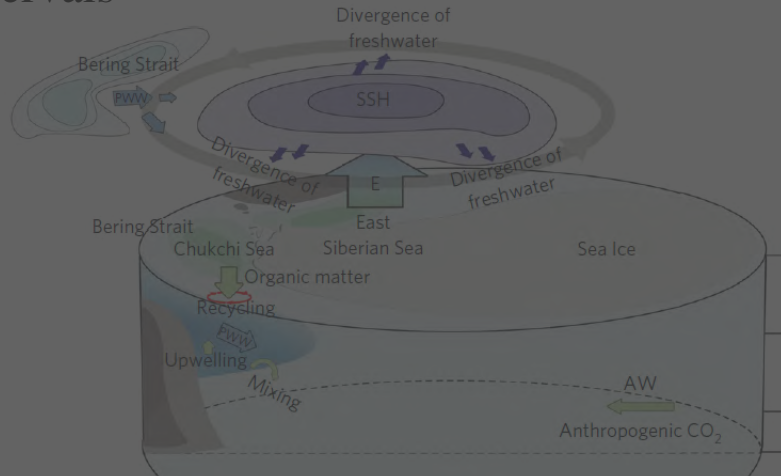 Divergence of
freshwater
Bering Strait
PWW
SSH
Divergence of
freshwater
Divergence of
freshwater
E
East
Siberian Sea
Bering Strait
Chukchi Sea
Sea Ice
Organic matter
Recycling
PWW
Upwelling
Mixing
AW
Anthropogenic CO₂